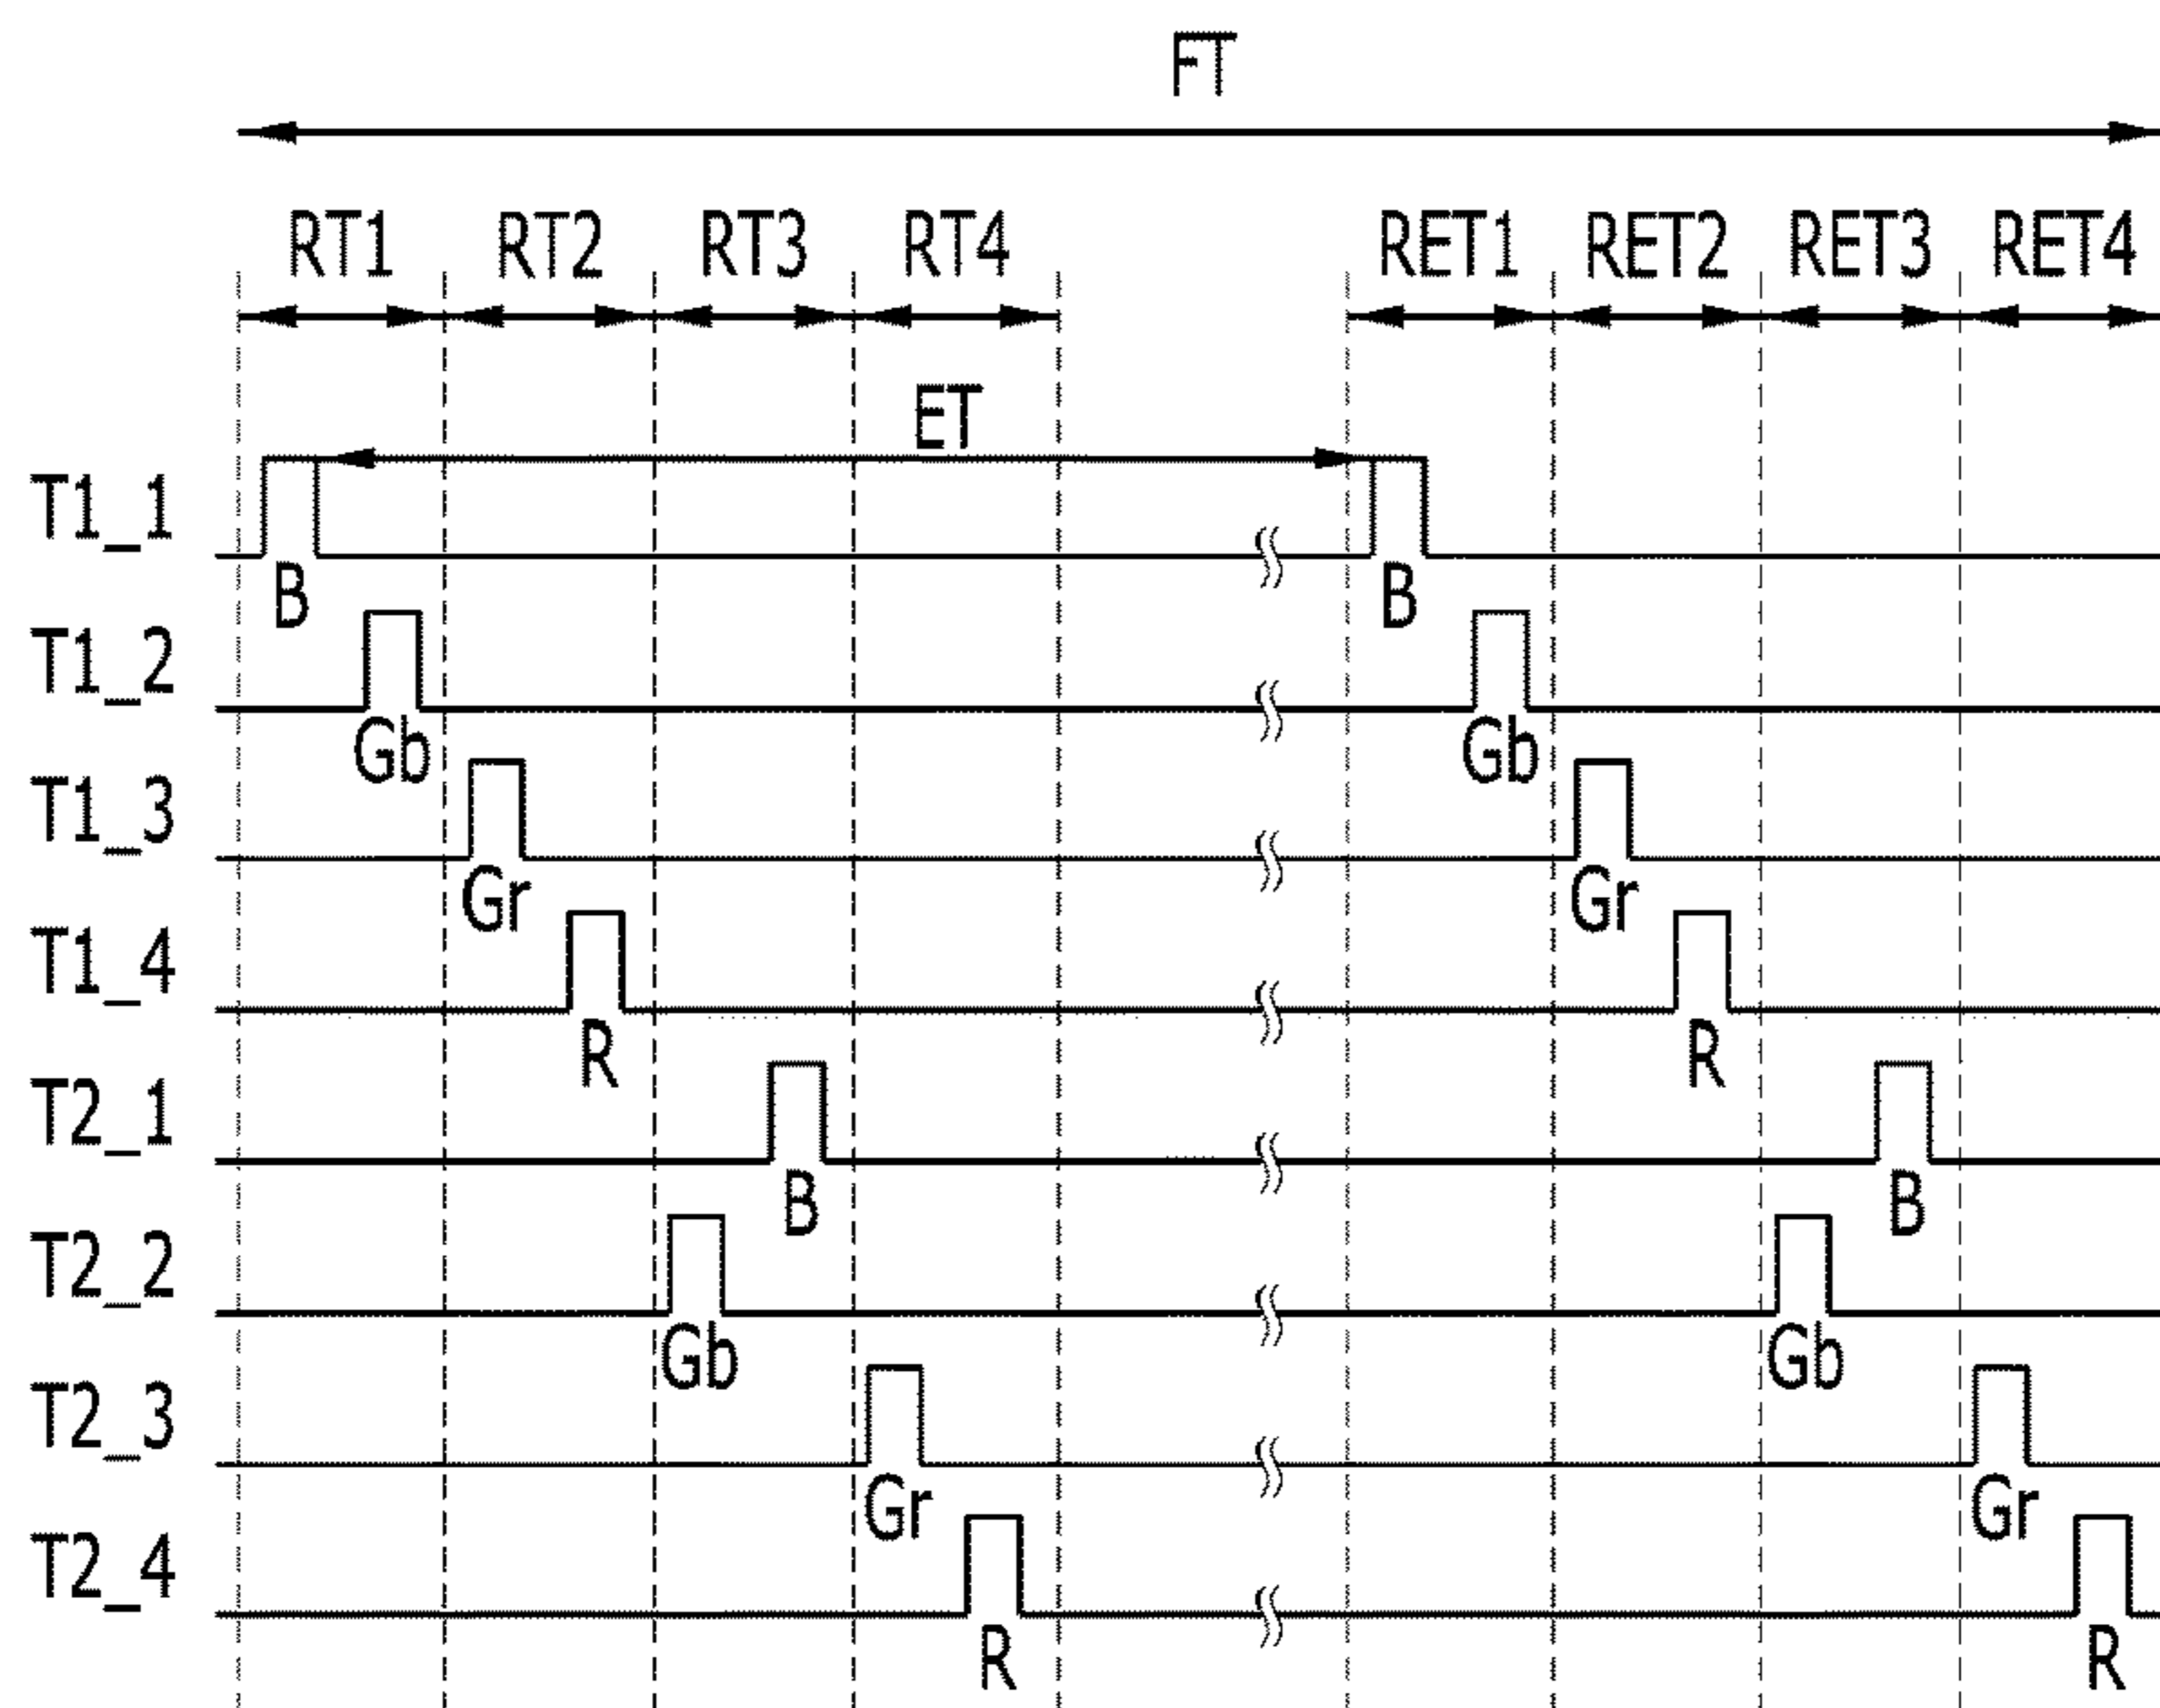 FT
RT1 RT2 RT3 RT4 RET1 RET2 RET3 RET4
ET
T1_1
B B
T1_2
Gb Gb
T1_3
Gr Gr
T1_4
R R
T2_1
B B
T2_2
Gb Gb
T2_3
Gr Gr
T2_4
R R